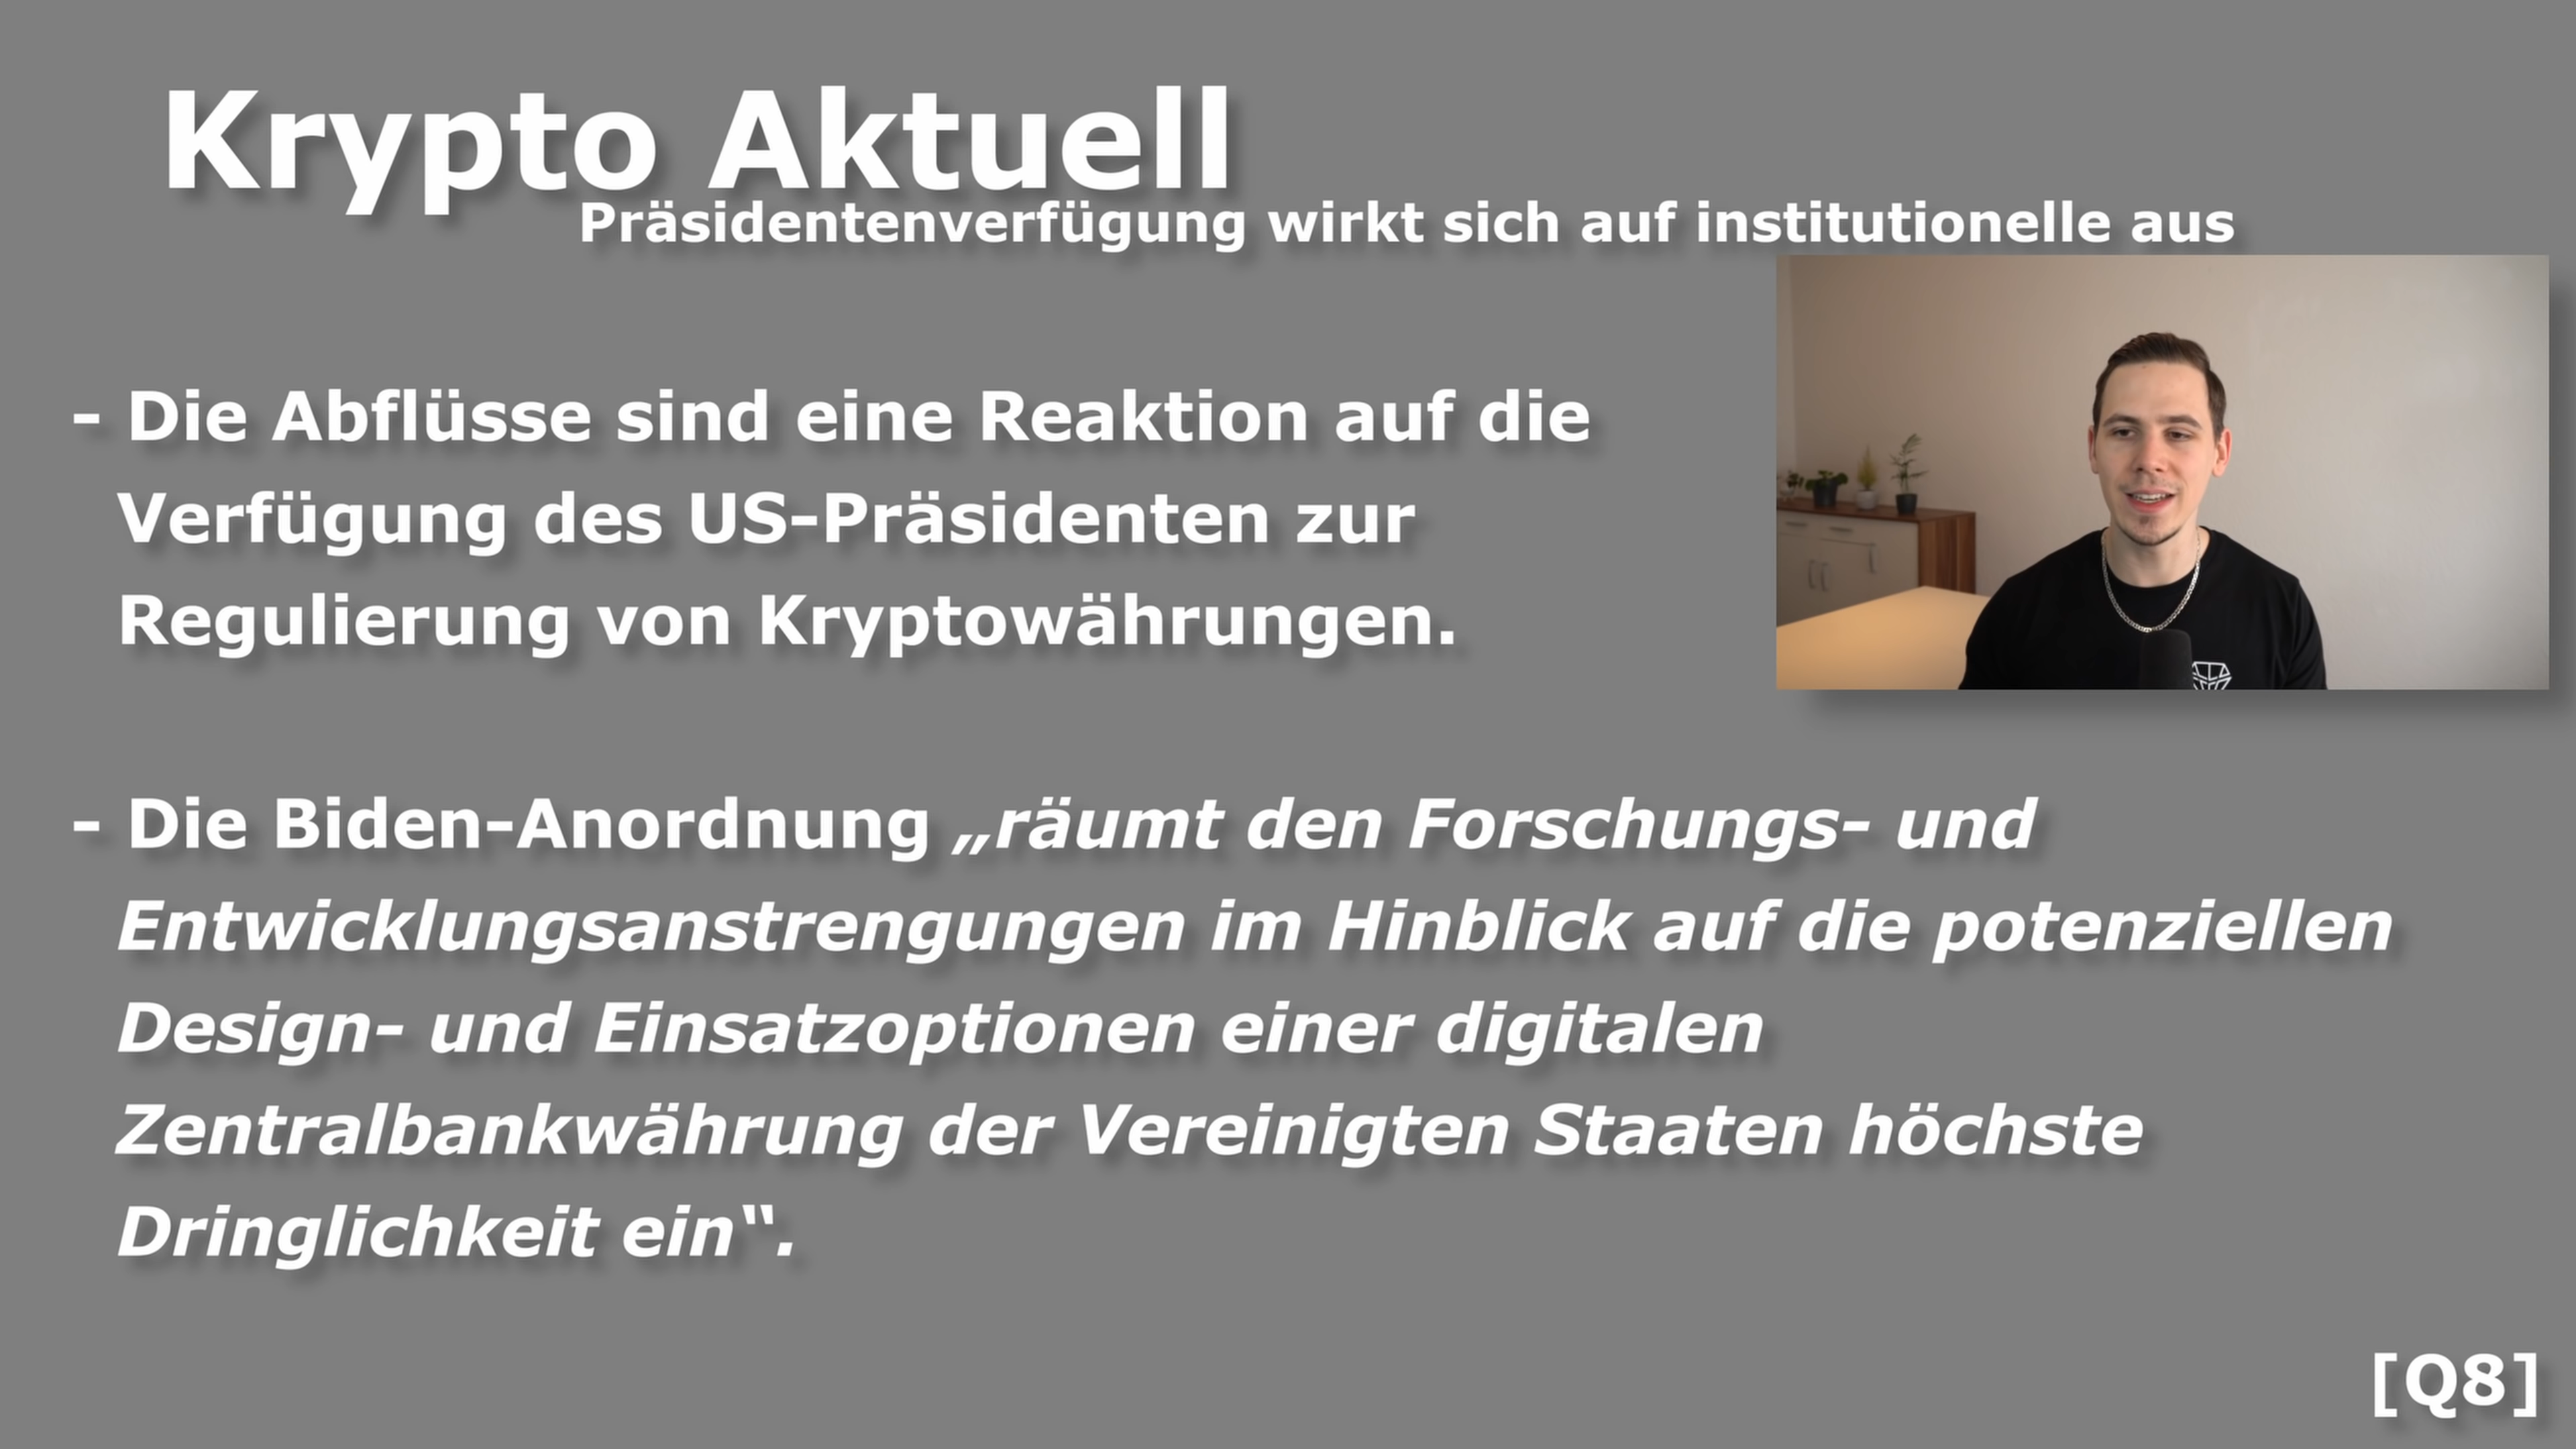 Krypto Aktuell
Präsidentenverfügung wirkt sich auf institutionelle aus
- Die Abflüsse sind eine Reaktion auf die
Verfügung des US-Präsidenten zur
Regulierung von Kryptowährungen.
- Die Biden-Anordnung „räumt den Forschungs- und
Entwicklungsanstrengungen im Hinblick auf die potenziellen
Design- und Einsatzoptionen einer digitalen
Zentralbankwährung der Vereinigten Staaten höchste
Dringlichkeit ein“.
[Q8]